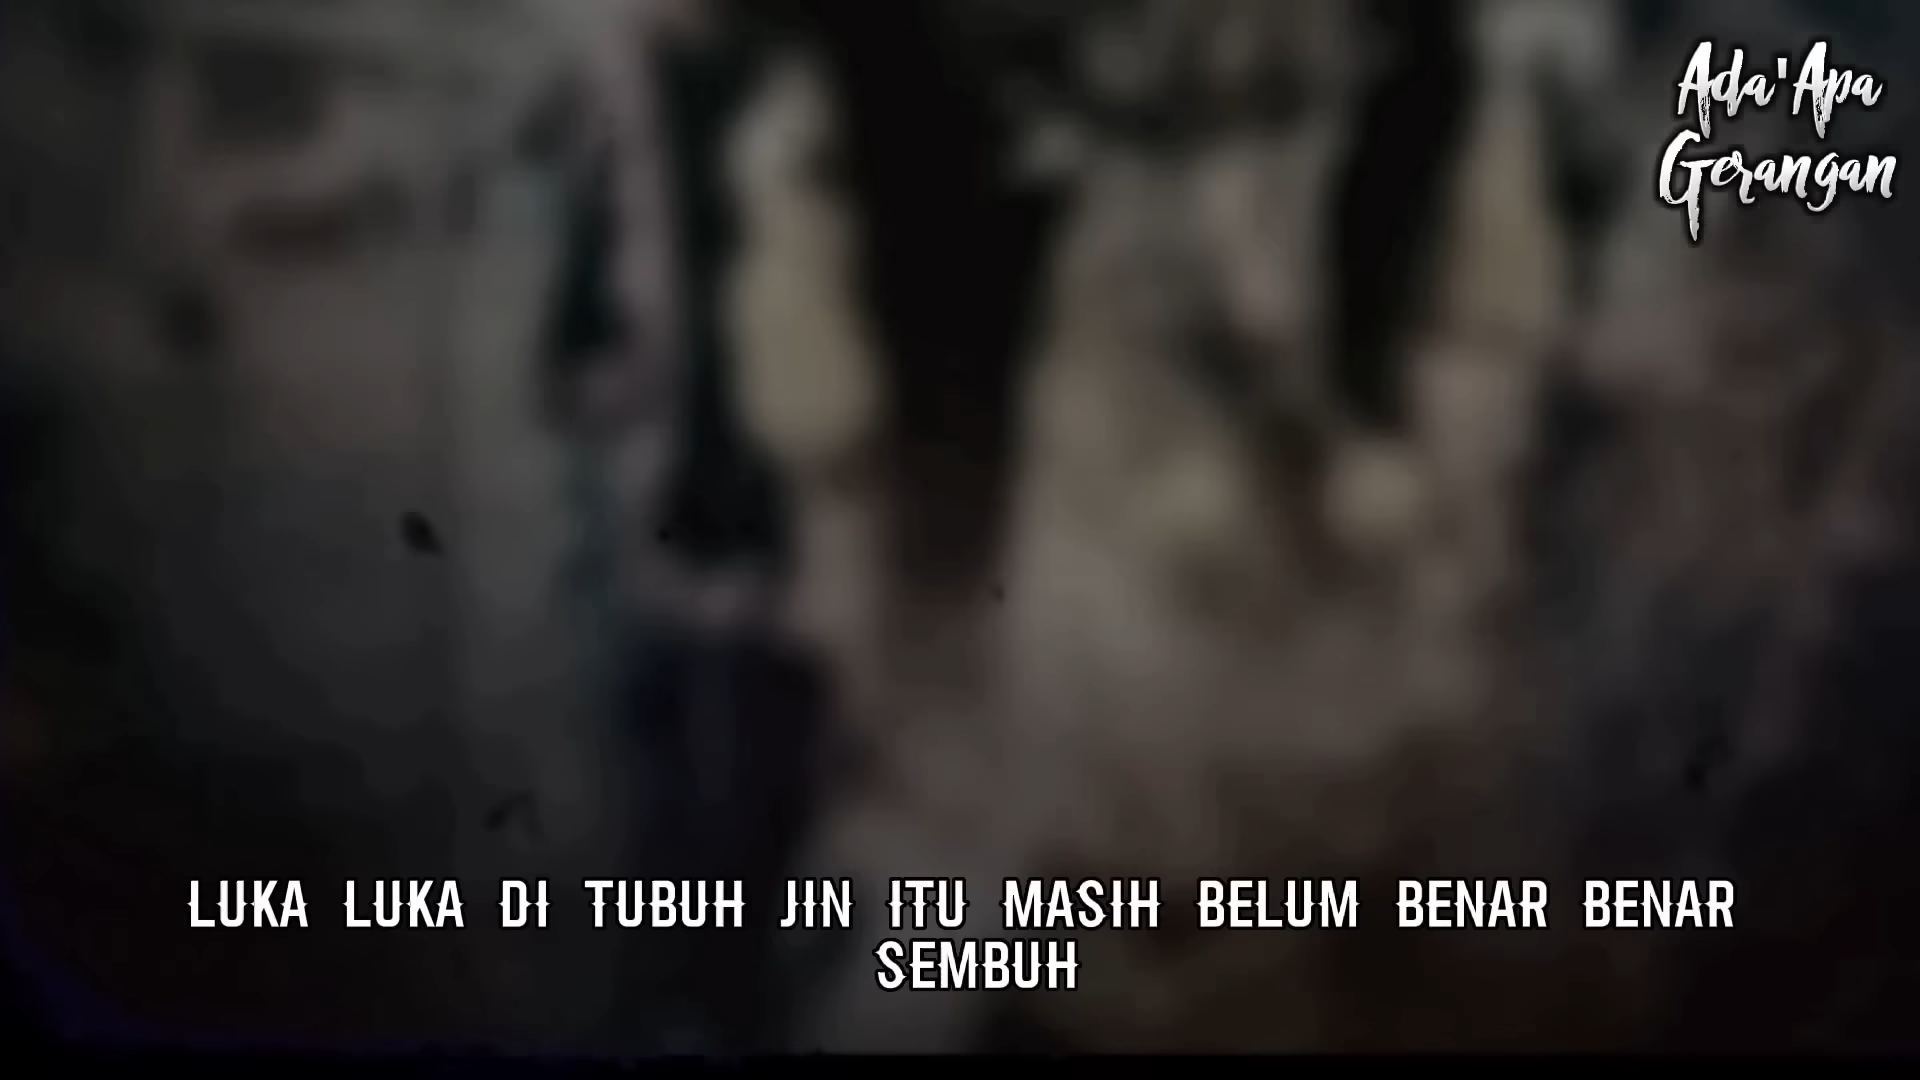 Ada'Apa
Gerangan
LUKA LUKA DI TUBUH JIN ITU MASIH BELUM BENAR BENAR
SEMBUH